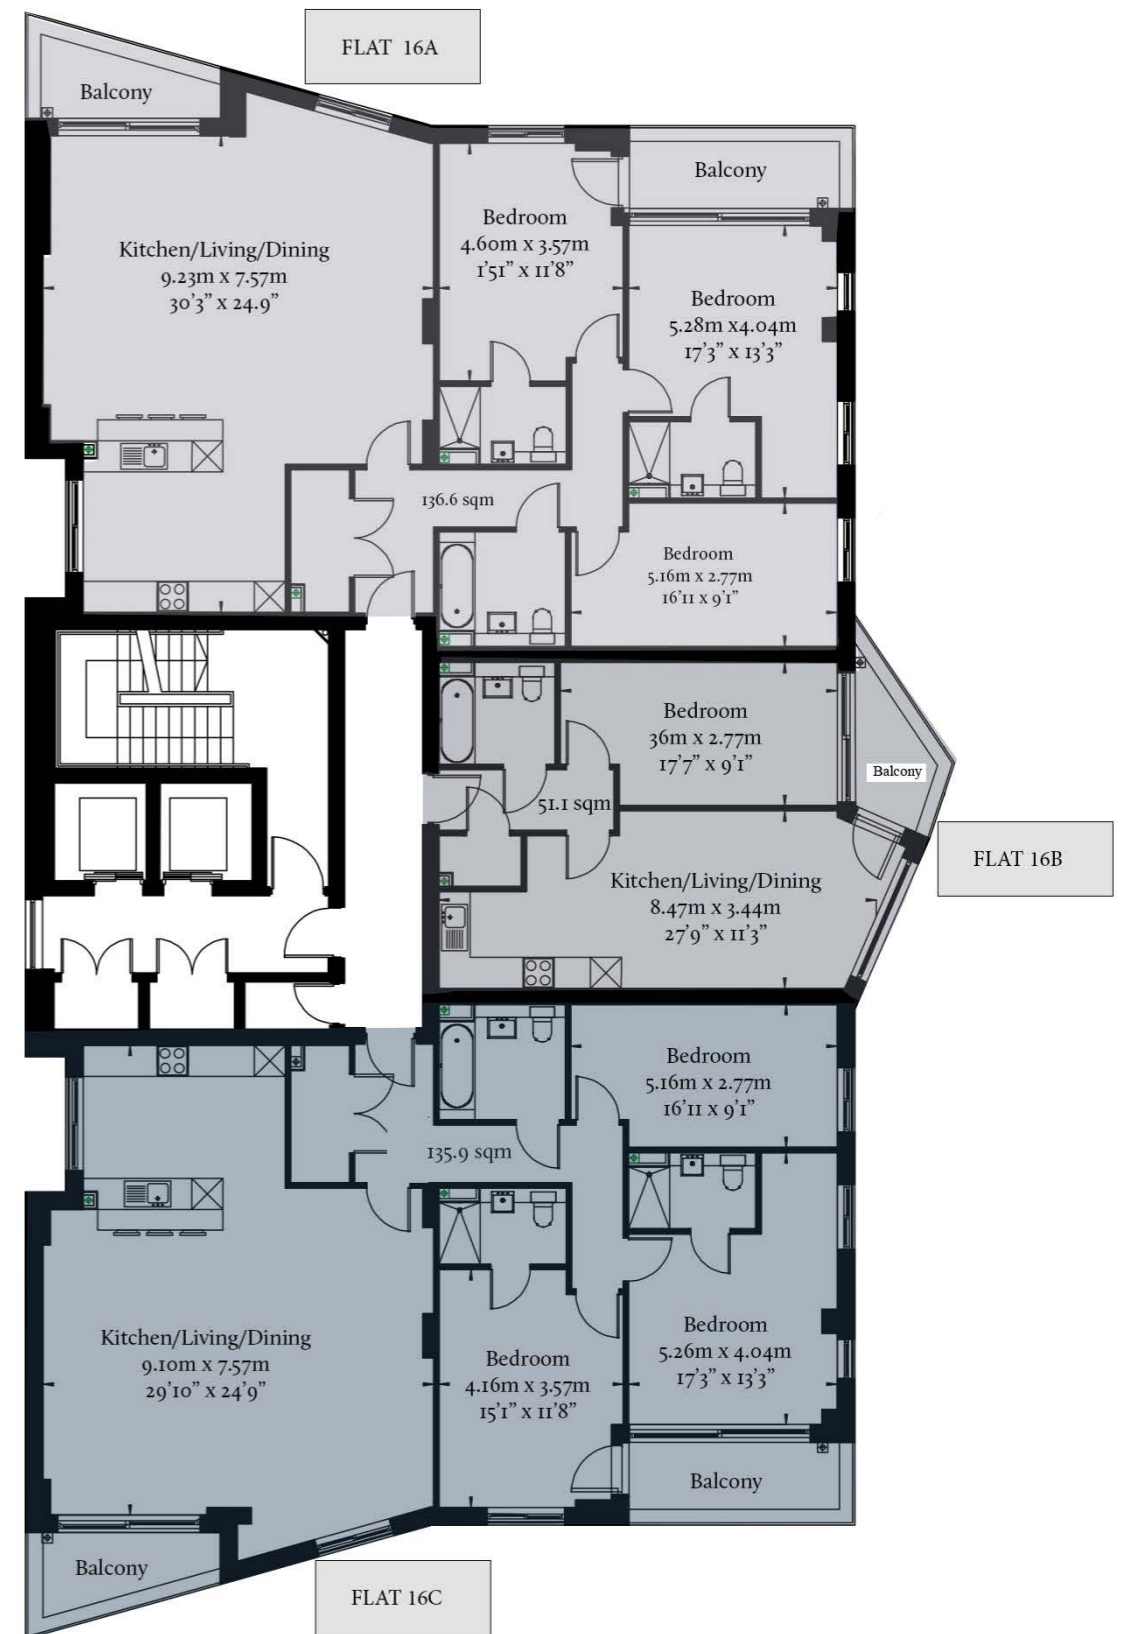 FLAT 16A
Balcony
Balcony
Kitchen/Living/Dining
9.23m x 7.57m
30'3" x 24.9"
Bedroom
4.60m x 3.57m
1'51" x 11'8"
Bedroom
5.28m x4.04m
17'3" x 13'3"
136.6 sqm
Bedroom
5.16m x 2.77m
16'11 x 9'1"
Bedroom
36m x 2.77m
17'7" x 9'1"
Balcony
51.1 sqm
FLAT 16B
Kitchen/Living/Dining
8.47m x 3.44m
27'9" x 11'3"
Bedroom
5.16m x 2.77m
16'11 x 9'1"
135.9 sqm
Kitchen/Living/Dining
9.10m x 7.57m
29'10" x 24'9"
Bedroom
4.16m x 3.57m
15'1" x 11'8"
Bedroom
5.26m x 4.04m
17'3" x 13'3"
Balcony
Balcony
FLAT 16C